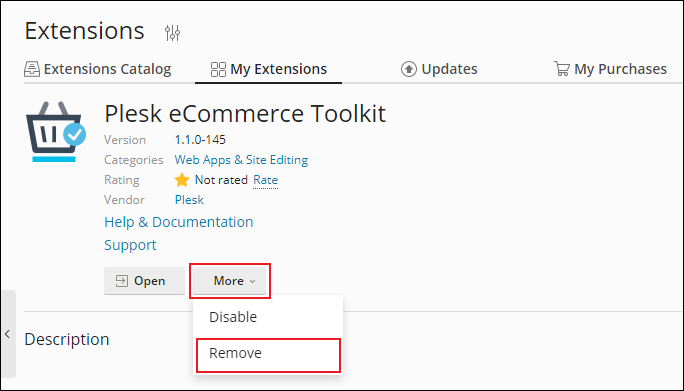 Extensions
Extensions Catalog My Extensions Updates My Purchases
Plesk eCommerce Toolkit
Version 1.1.0-145
Categories Web Apps & Site Editing
Rating Not rated Rate
Vendor Plesk
Help & Documentation
Support
Open More
Disable
Description
Remove